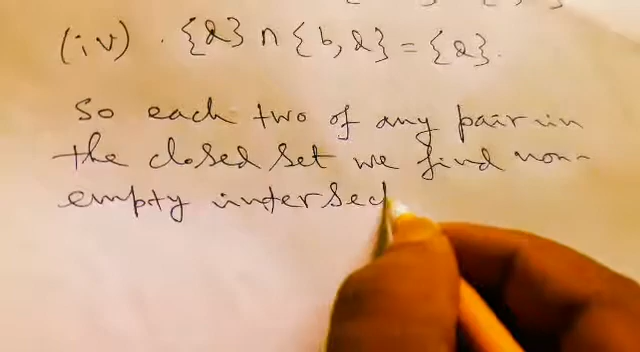 (iv) . {a} ∩ {b, a} = {a}.
So each two of any pair in
the closed set we find non-
empty intersec